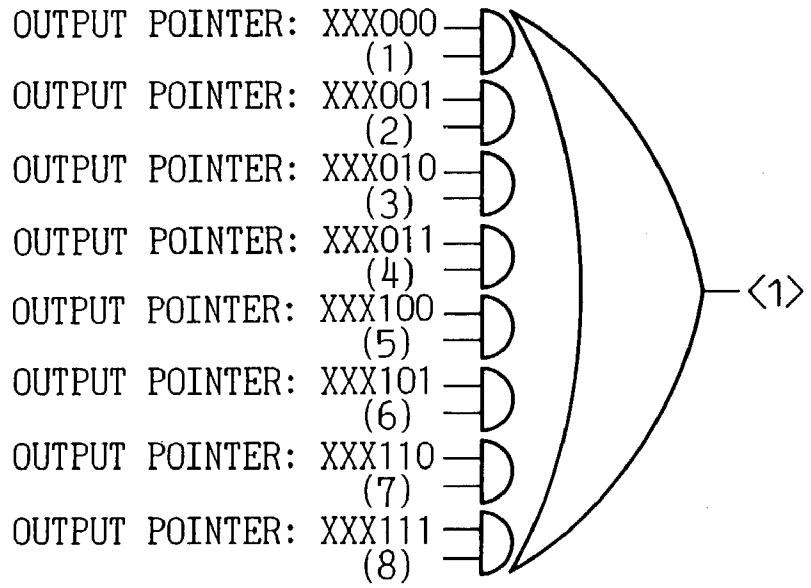 OUTPUT POINTER: XXX000
(1)
OUTPUT POINTER: XXX001
(2)
OUTPUT POINTER: XXX010
(3)
OUTPUT POINTER: XXX011
(4)
<1>
OUTPUT POINTER: XXX100
(5)
OUTPUT POINTER: XXX101
(6)
OUTPUT POINTER: XXX110
(7)
OUTPUT POINTER: XXX111
(8)